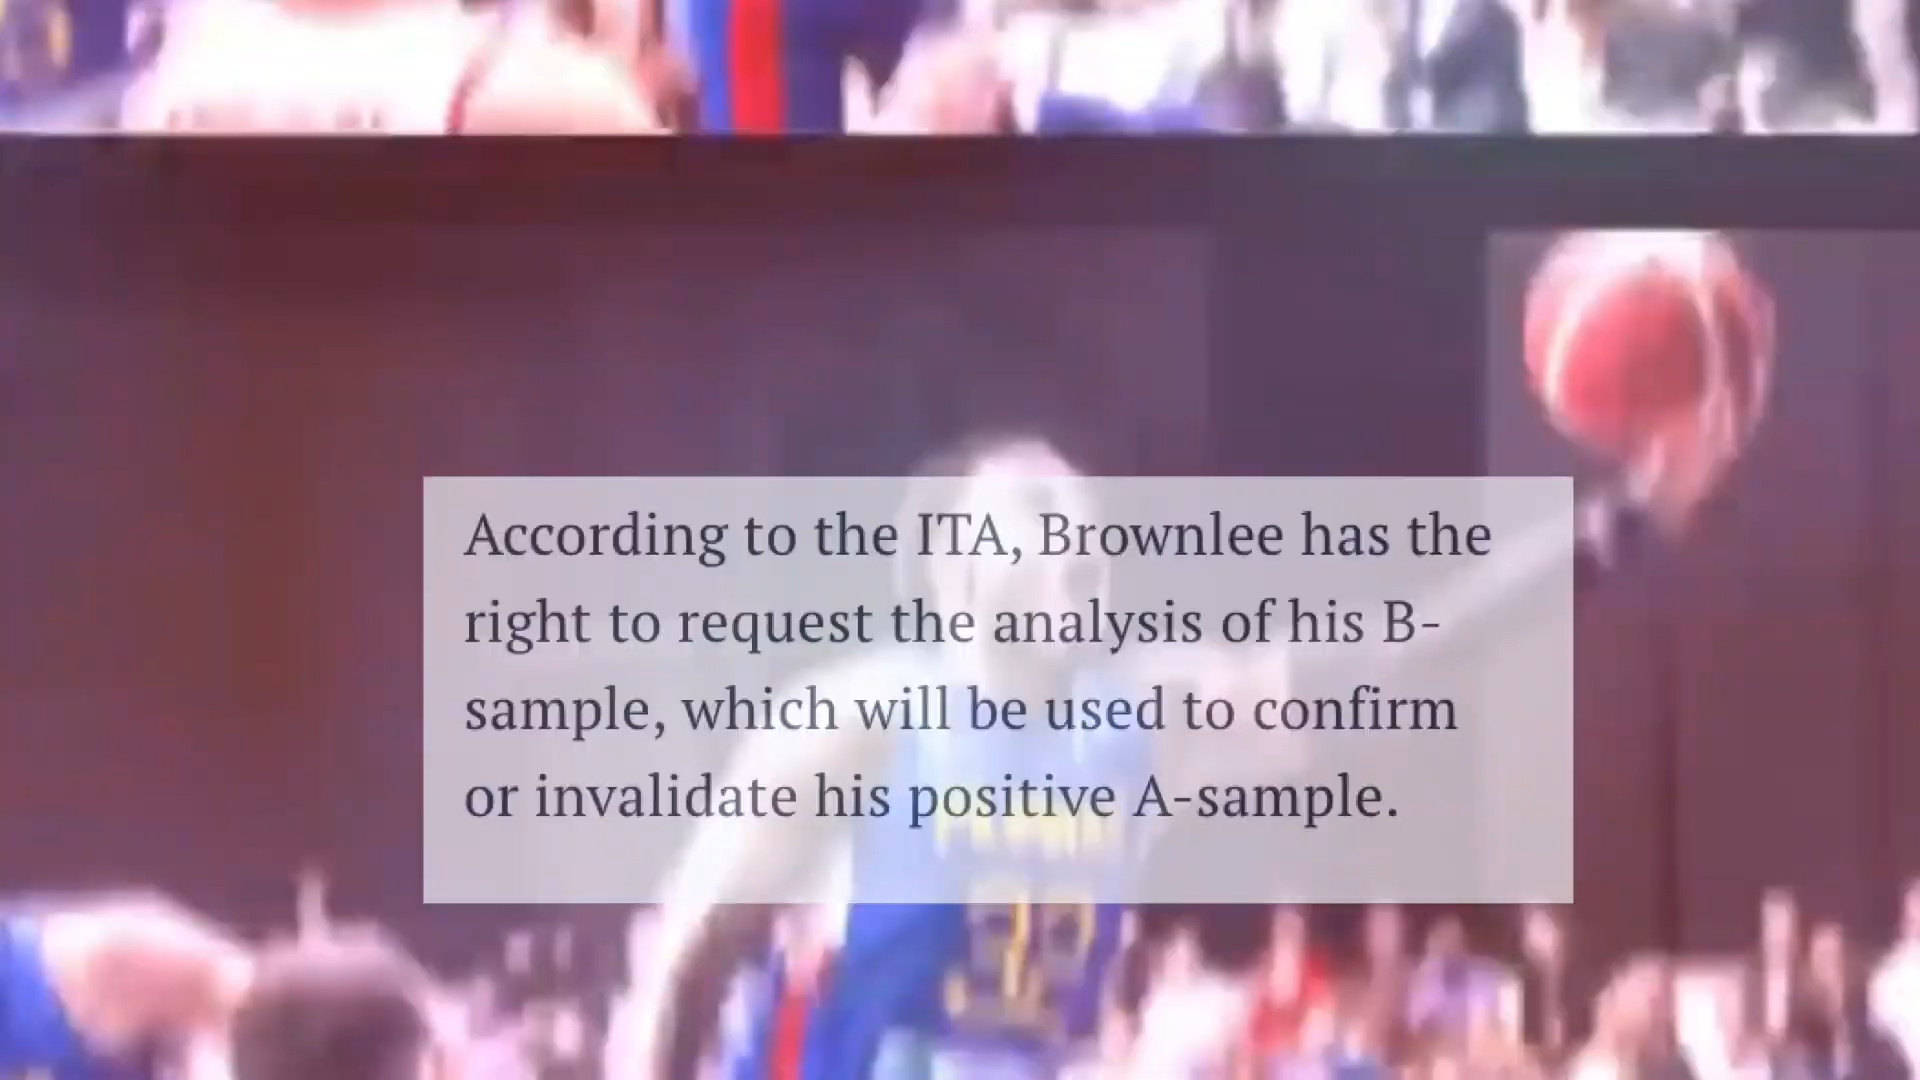 According to the ITA, Brownlee has the
right to request the analysis of his B-
sample, which will be used to confirm
or invalidate his positive A-sample.